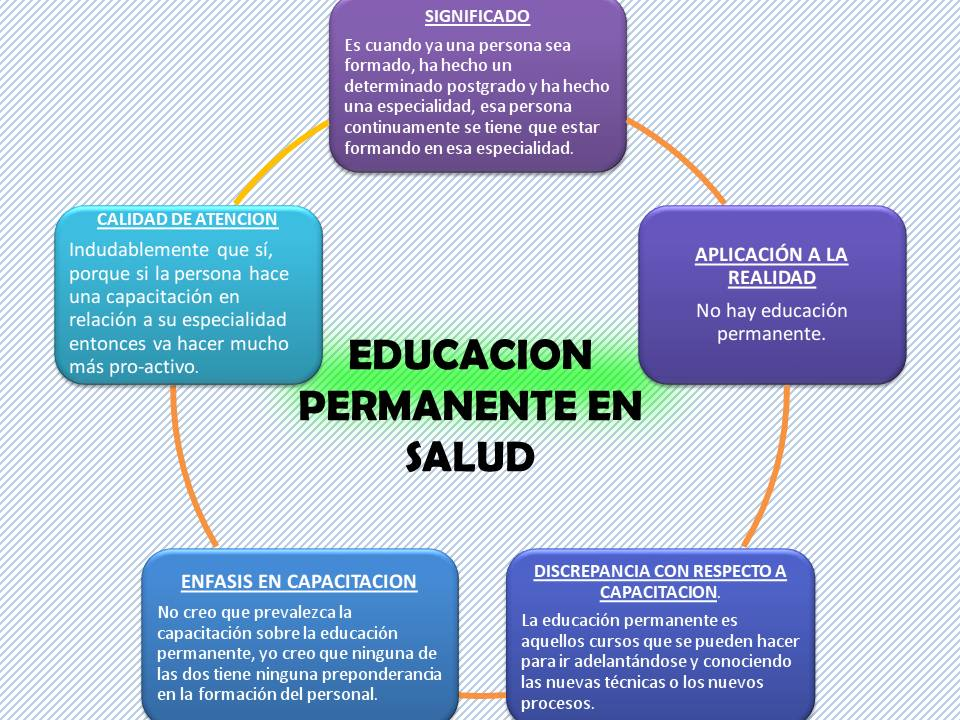 SIGNIFICADO
Es cuando ya una persona sea
formado, ha hecho un
determinado postgrado y ha hecho
una especialidad, esa persona
continuamente se tiene que estar
formando en esa especialidad.
APLICACIÓN A LA
REALIDAD
No hay educación
permanente.
DISCREPANCIA CON RESPECTO A
CAPACITACION.
La educación permanente es
aquellos cursos que se pueden hacer
para ir adelantándose y conociendo
las nuevas técnicas o los nuevos
procesos.
ENFASIS EN CAPACITACION
No creo que prevalezca la
capacitación sobre la educación
permanente, yo creo que ninguna de
las dos tiene ninguna preponderancia
en la formación del personal.
CALIDAD DE ATENCION
Indudablemente que sí,
porque si la persona hace
una capacitación en
relación a su especialidad
entonces va hacer mucho
más pro-activo.
EDUCACION
PERMANENTE EN
SALUD